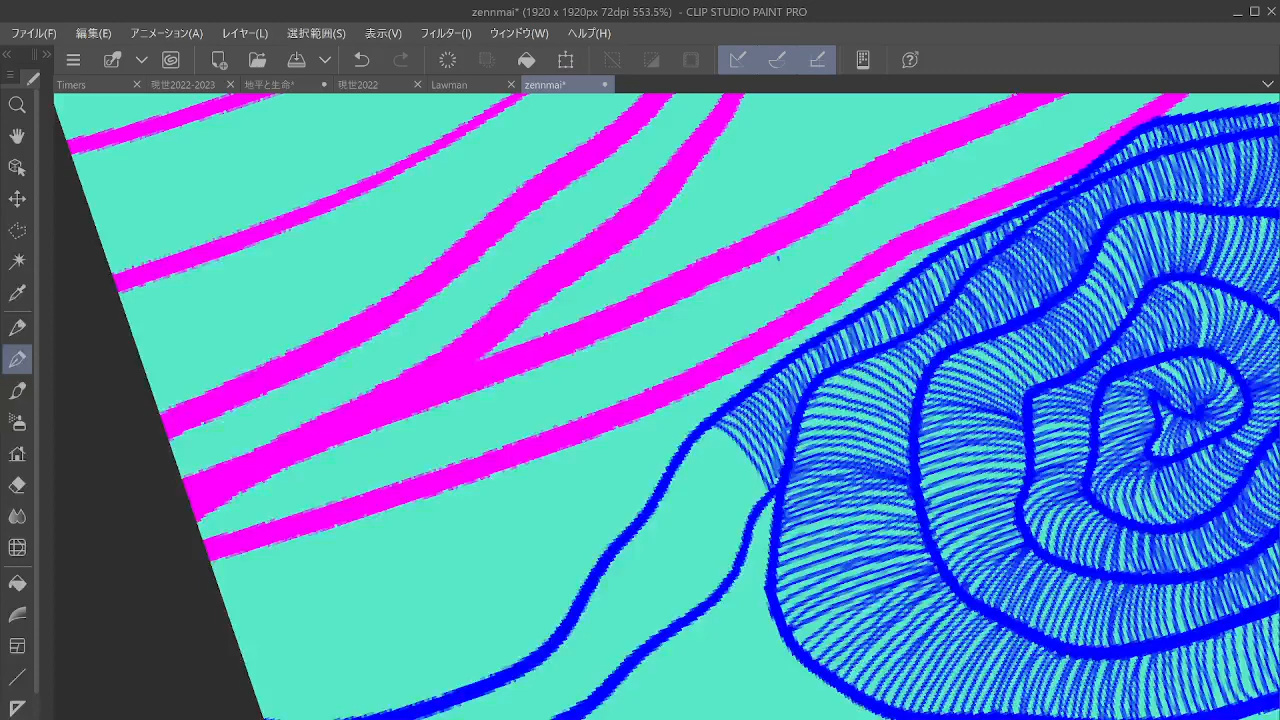 zennmai* (1920 x 1920px 72dpi 553.5%) - CLIP STUDIO PAINT PRO
ファイル(F) 編集(E) アニメーション(A) レイヤー(L) 選択範囲(S) 表示(V) フィルター(I) ウィンドウ(W) ヘルプ(H)
Timers 現世2022-2023 地平と生命* 現世2022 Lawman zennmai*